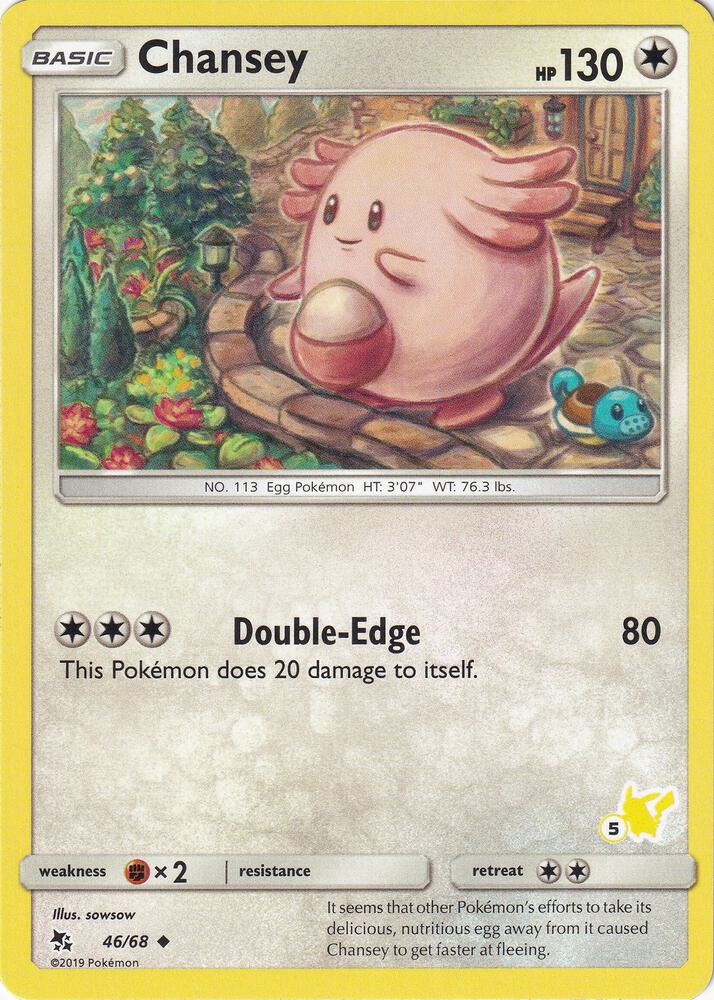 BASIC Chansey HP 130
NO. 113 Egg Pokémon HT: 3'07" WT: 76.3 lbs.
Double-Edge 80
This Pokémon does 20 damage to itself.
5
weakness ×2 resistance retreat
Illus. sowsow
46/68
©2019 Pokémon
It seems that other Pokémon's efforts to take its
delicious, nutritious egg away from it caused
Chansey to get faster at fleeing.